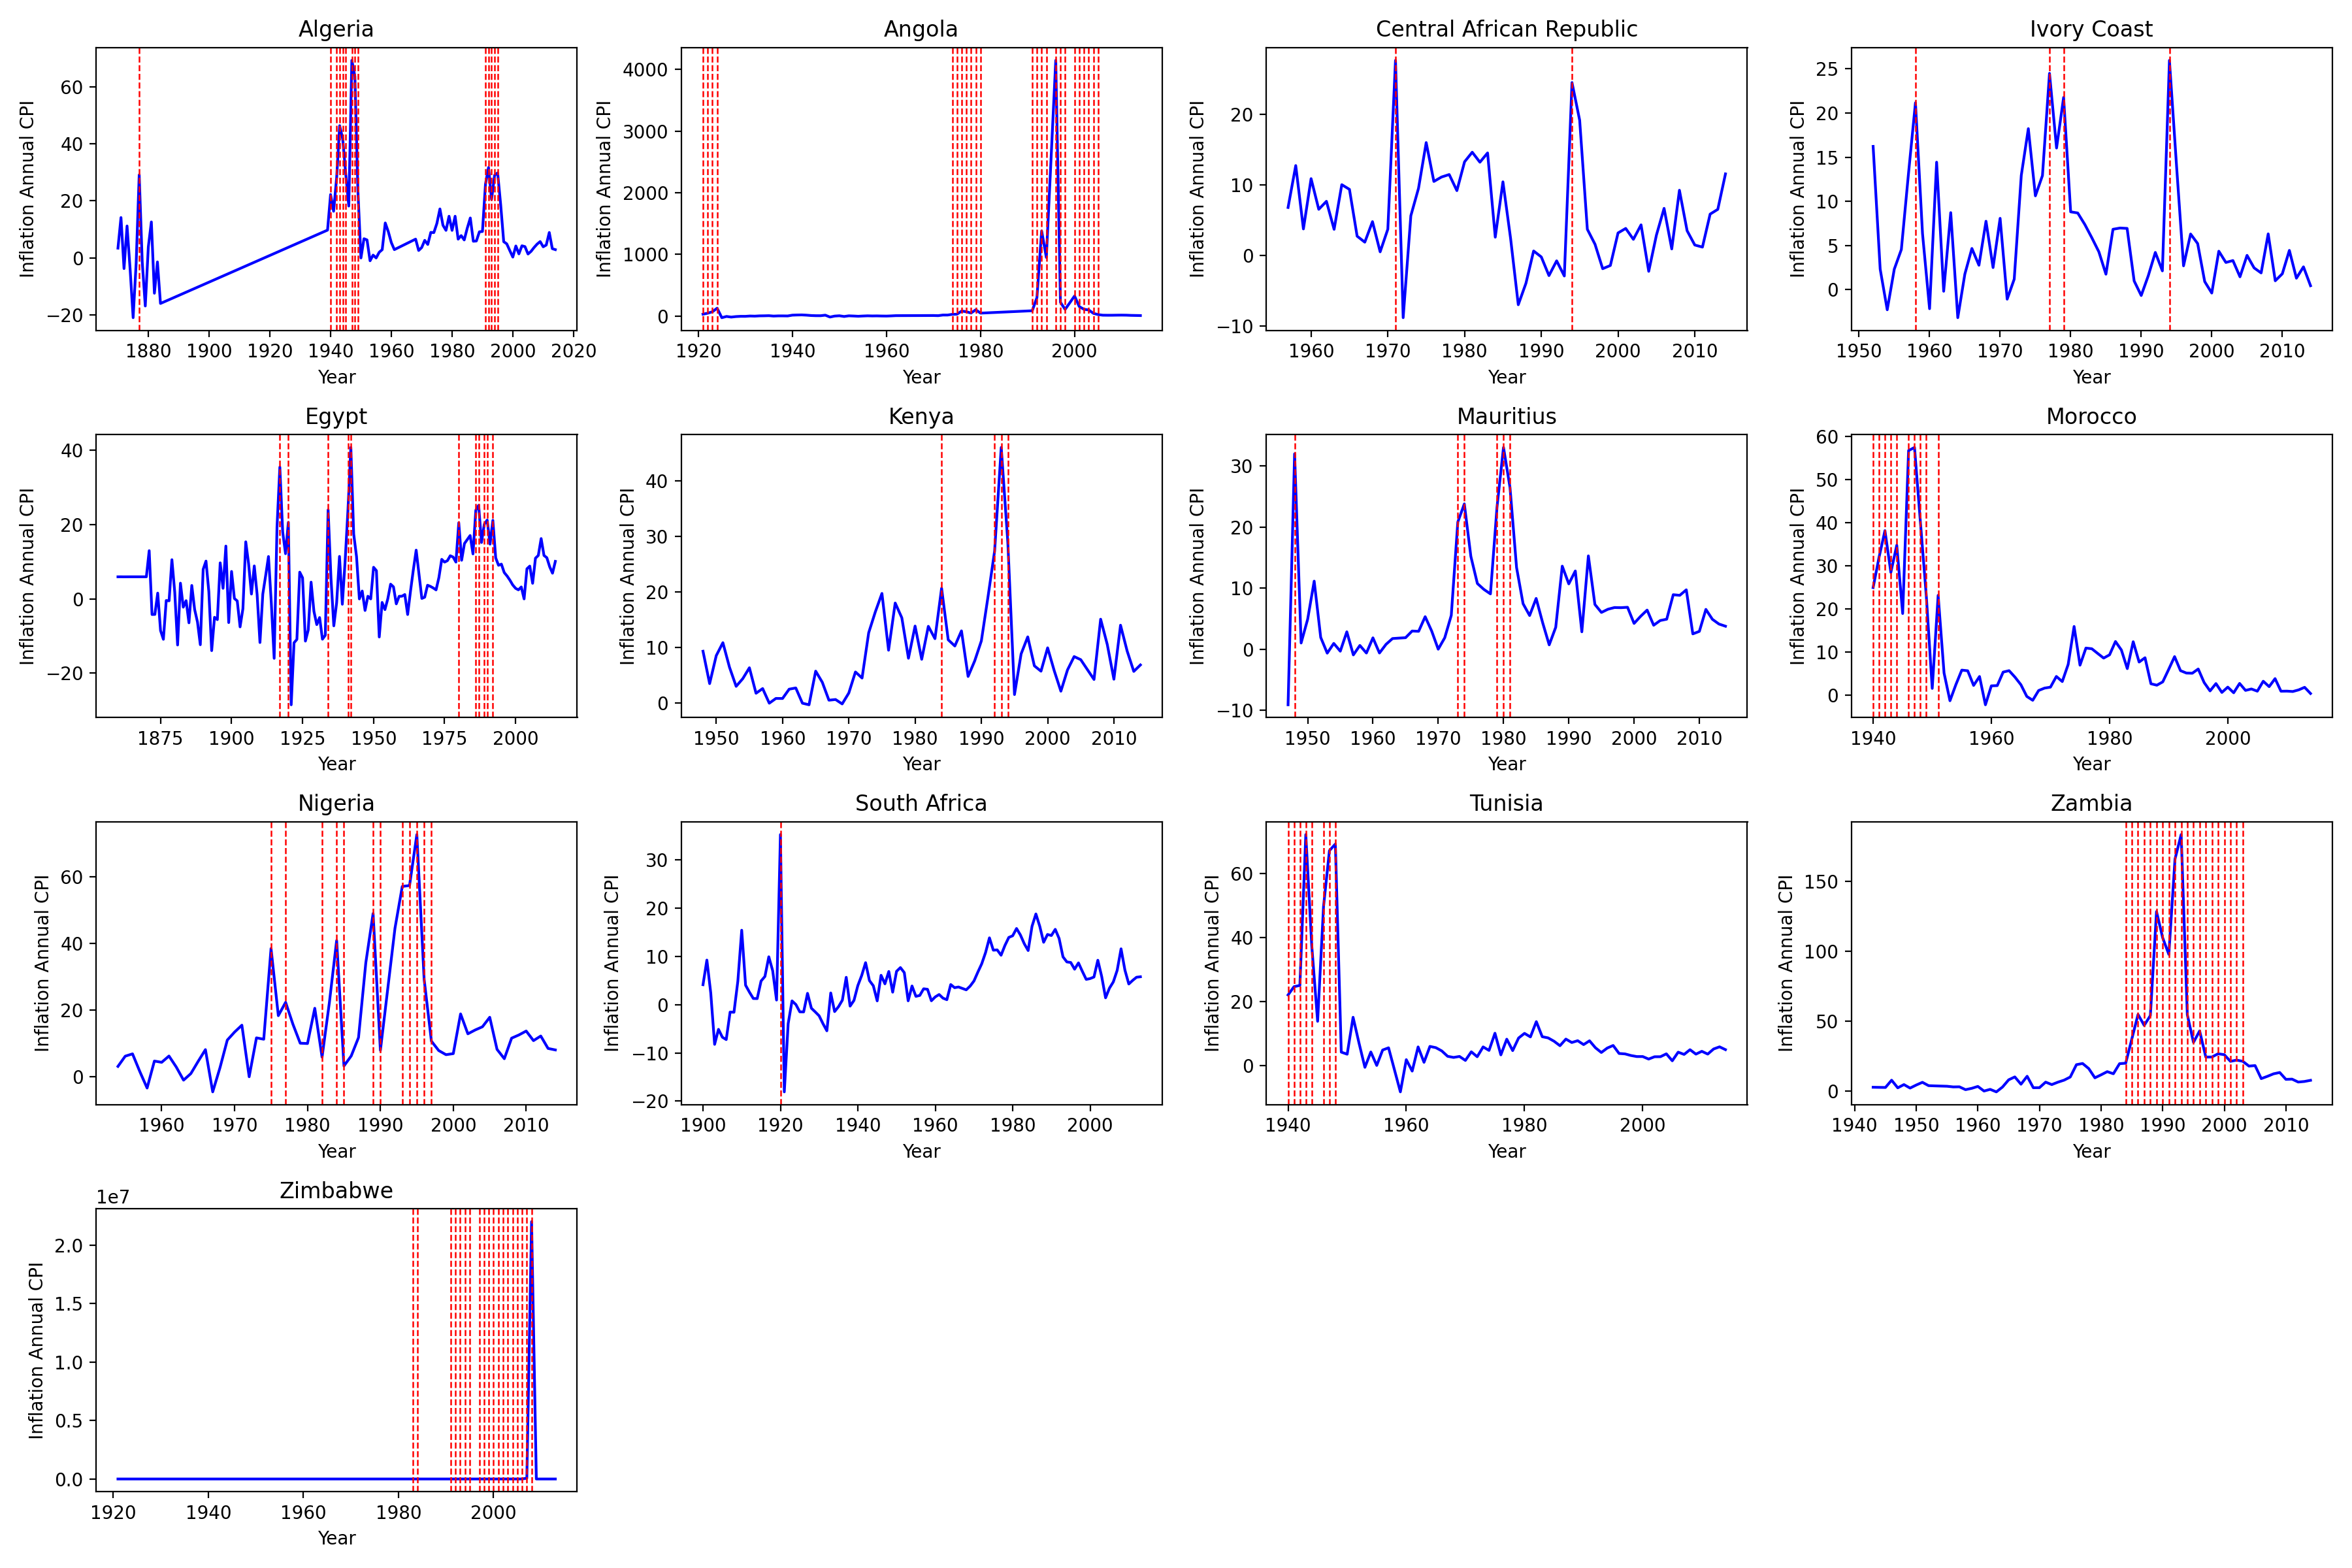 Algeria
Inflation Annual CPI
60
40
20
0
−20
1880 1900 1920 1940 1960 1980 2000 2020
Year
Angola
Inflation Annual CPI
4000
3000
2000
1000
0
1920 1940 1960 1980 2000
Year
Central African Republic
Inflation Annual CPI
20
10
0
−10
1960 1970 1980 1990 2000 2010
Year
Ivory Coast
Inflation Annual CPI
25
20
15
10
5
0
1950 1960 1970 1980 1990 2000 2010
Year
Egypt
Inflation Annual CPI
40
20
0
−20
1875 1900 1925 1950 1975 2000
Year
Kenya
Inflation Annual CPI
40
30
20
10
0
1950 1960 1970 1980 1990 2000 2010
Year
Mauritius
Inflation Annual CPI
30
20
10
0
−10
1950 1960 1970 1980 1990 2000 2010
Year
Morocco
Inflation Annual CPI
60
50
40
30
20
10
0
1940 1960 1980 2000
Year
Nigeria
Inflation Annual CPI
60
40
20
0
1960 1970 1980 1990 2000 2010
Year
South Africa
Inflation Annual CPI
30
20
10
0
−10
−20
1900 1920 1940 1960 1980 2000
Year
Tunisia
Inflation Annual CPI
60
40
20
0
1940 1960 1980 2000
Year
Zambia
Inflation Annual CPI
150
100
50
0
1940 1950 1960 1970 1980 1990 2000 2010
Year
Zimbabwe
1e7
Inflation Annual CPI
2.0
1.5
1.0
0.5
0.0
1920 1940 1960 1980 2000
Year